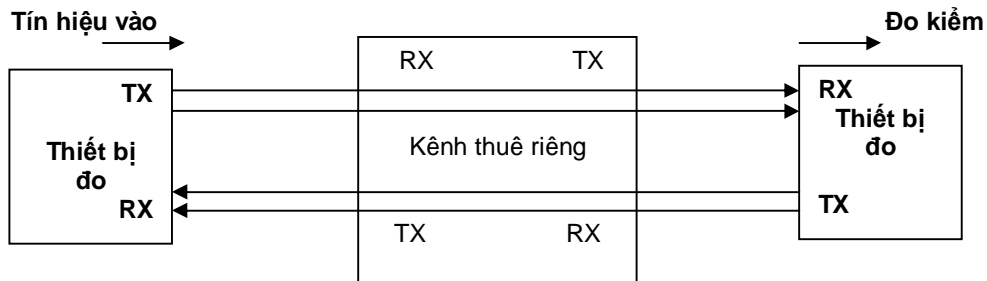 Tín hiệu vào
Đo kiểm
RX TX
TX
Thiết bị
đo
RX
Kênh thuê riêng
RX
Thiết bị
đo
TX
TX RX